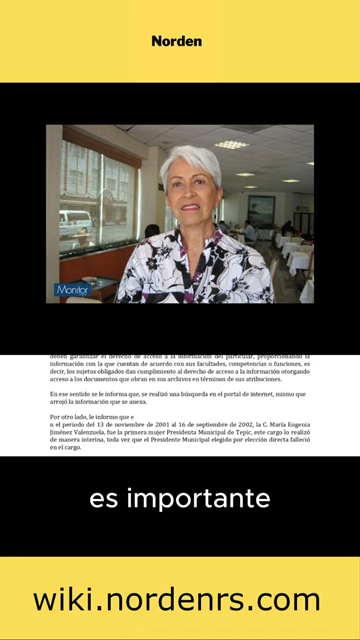 Norden
Monitor
deben garantizar el derecho de acceso a la información del particular, proporcionando la
información con la que cuentan de acuerdo con sus facultades, competencias o funciones, es
decir, los sujetos obligados dan cumplimiento al derecho de acceso a la información otorgando
acceso a los documentos que obran en sus archivos en términos de sus atribuciones.
En ese sentido se le informa que, se realizó una búsqueda en el portal de internet, mismo que
arrojó la información que se anexa.
Por otro lado, le informo que e
n el periodo del 13 de noviembre de 2001 al 16 de septiembre de 2002, la C. María Eugenia
Jiménez Valenzuela, fue la primera mujer Presidenta Municipal de Tepic, este cargo lo realizó
de manera interina, toda vez que el Presidente Municipal elegido por elección directa falleció
en el cargo.
es importante
wiki.nordenrs.com